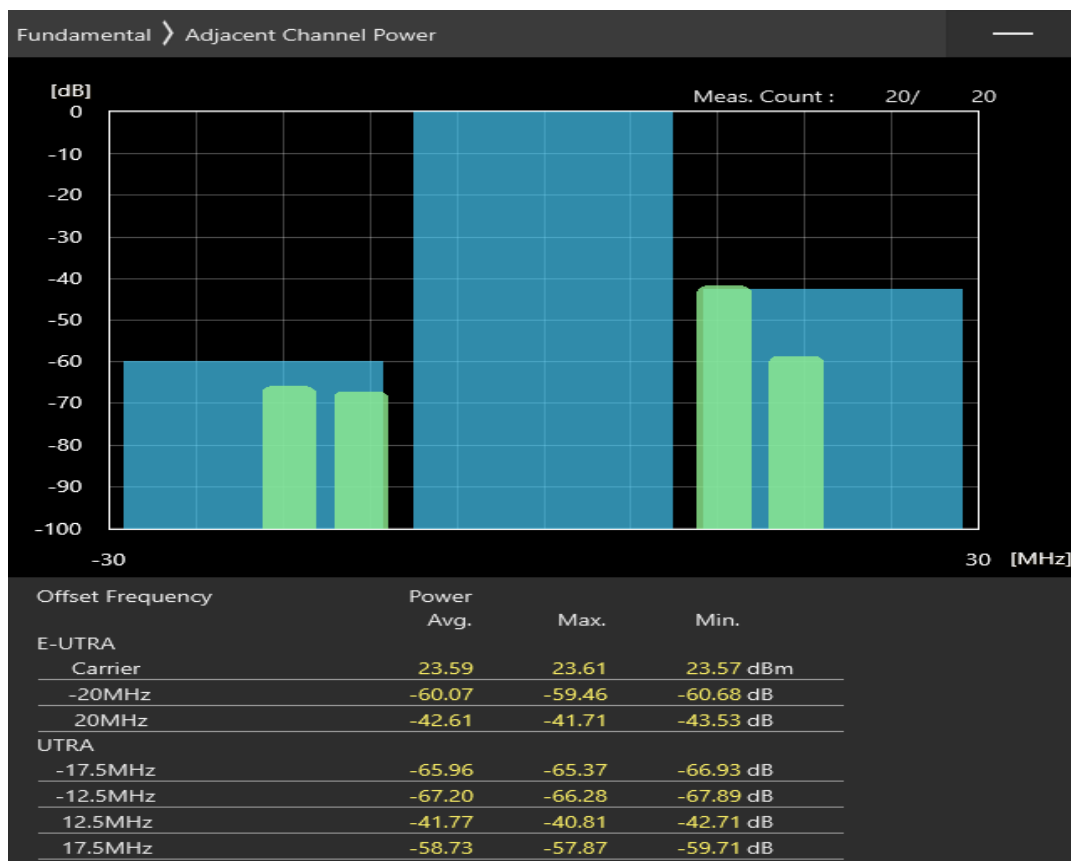 Fundamental ❯ Adjacent Channel Power
[dB]
Meas. Count : 20/ 20
0
-10
-20
-30
-40
-50
-60
-70
-80
-90
-100
-30 30 [MHz]
Offset Frequency Power
Avg. Max. Min.
E-UTRA
Carrier 23.59 23.61 23.57 dBm
-20MHz -60.07 -59.46 -60.68 dB
20MHz -42.61 -41.71 -43.53 dB
UTRA
-17.5MHz -65.96 -65.37 -66.93 dB
-12.5MHz -67.20 -66.28 -67.89 dB
12.5MHz -41.77 -40.81 -42.71 dB
17.5MHz -58.73 -57.87 -59.71 dB